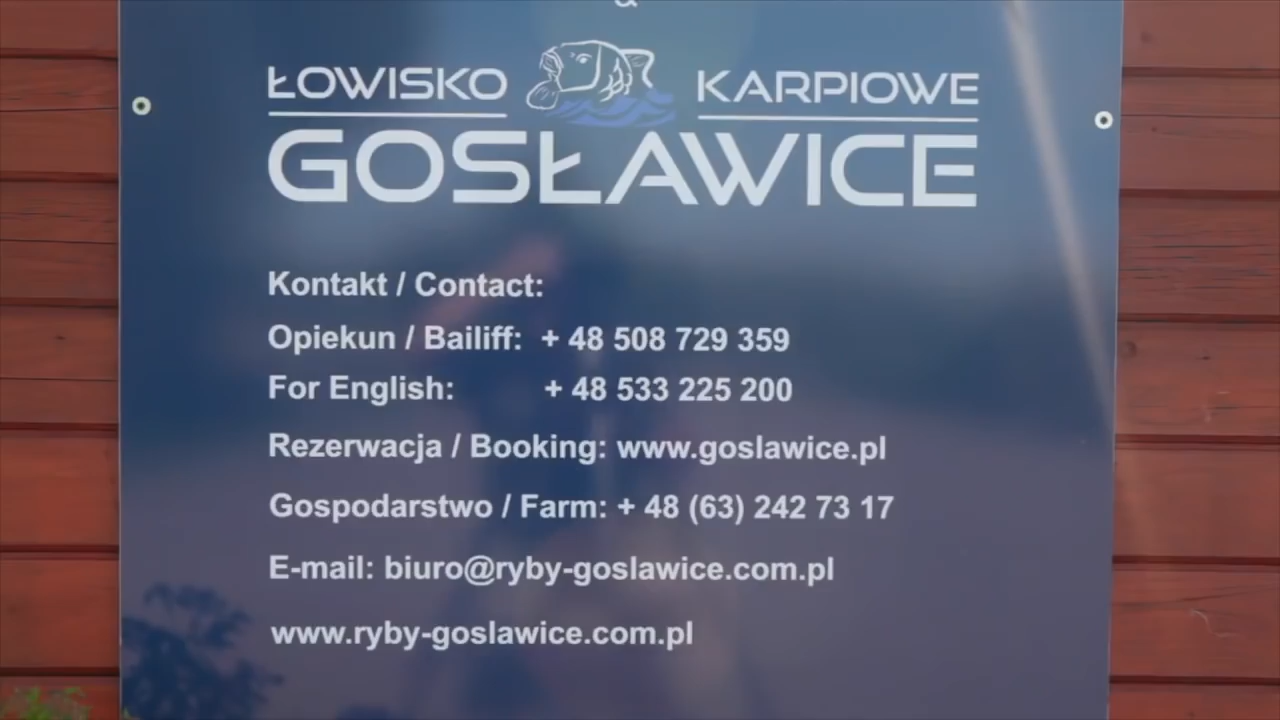 &
ŁOWISKO KARPIOWE
GOSŁAWICE
Kontakt / Contact:
Opiekun / Bailiff: + 48 508 729 359
For English: + 48 533 225 200
Rezerwacja / Booking: www.goslawice.pl
Gospodarstwo / Farm: + 48 (63) 242 73 17
E-mail: biuro@ryby-goslawice.com.pl
www.ryby-goslawice.com.pl